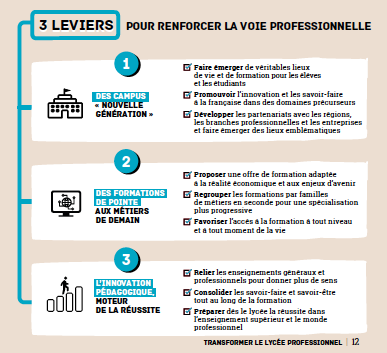 3 LEVIERS POUR RENFORCER LA VOIE PROFESSIONNELLE
1
DES CAMPUS
« NOUVELLE
GÉNÉRATION »
Faire émerger de véritables lieux
de vie et de formation pour les élèves
et les étudiants
Promouvoir l'innovation et les savoir-faire
à la française dans des domaines précurseurs
Développer les partenariats avec les régions,
les branches professionnelles et les entreprises
et faire émerger des lieux emblématiques
2
DES FORMATIONS
DE POINTE
AUX MÉTIERS
DE DEMAIN
Proposer une offre de formation adaptée
à la réalité économique et aux enjeux d'avenir
Regrouper les formations par familles
de métiers en seconde pour une spécialisation
plus progressive
Favoriser l'accès à la formation à tout niveau
et à tout moment de la vie
3
L'INNOVATION
PÉDAGOGIQUE,
MOTEUR
DE LA RÉUSSITE
Relier les enseignements généraux et
professionnels pour donner plus de sens
Consolider les savoir-faire et savoir-être
tout au long de la formation
Préparer dès le lycée la réussite dans
l'enseignement supérieur et le monde
professionnel
TRANSFORMER LE LYCÉE PROFESSIONNEL | 12